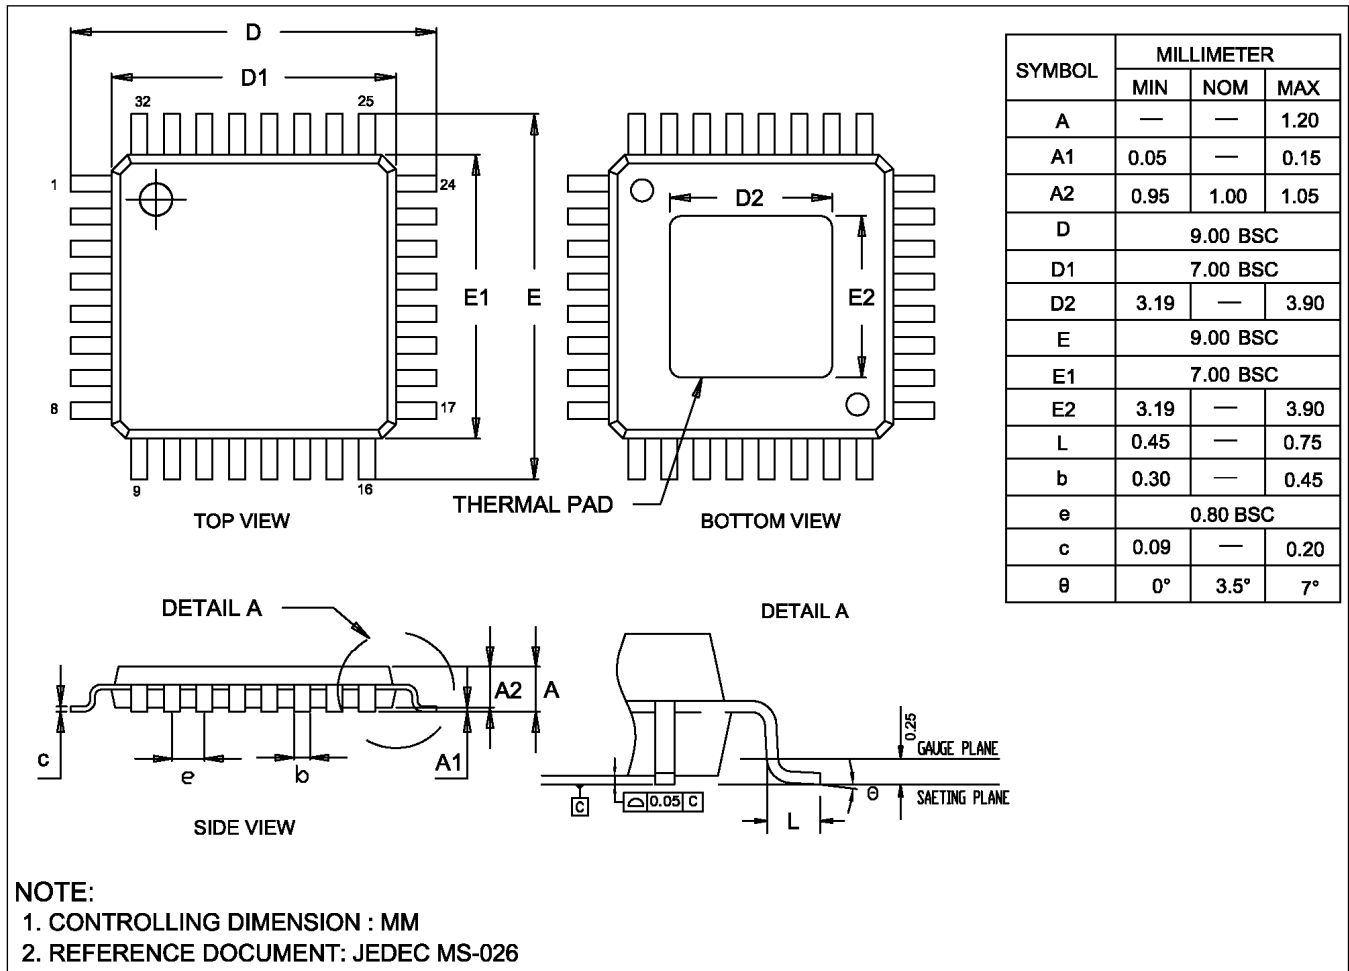 D
D1
32 25
1 24
8 17
9 16
E1 E
TOP VIEW
D2
E2
THERMAL PAD
BOTTOM VIEW
SYMBOL MILLIMETER
MIN NOM MAX
A — — 1.20
A1 0.05 — 0.15
A2 0.95 1.00 1.05
D 9.00 BSC
D1 7.00 BSC
D2 3.19 — 3.90
E 9.00 BSC
E1 7.00 BSC
E2 3.19 — 3.90
L 0.45 — 0.75
b 0.30 — 0.45
e 0.80 BSC
c 0.09 — 0.20
θ 0° 3.5° 7°
DETAIL A
A2 A
c e b A1
SIDE VIEW
DETAIL A
0.25
GAUGE PLANE
θ SAETING PLANE
C
0.05 C
L
NOTE:
1. CONTROLLING DIMENSION : MM
2. REFERENCE DOCUMENT: JEDEC MS-026